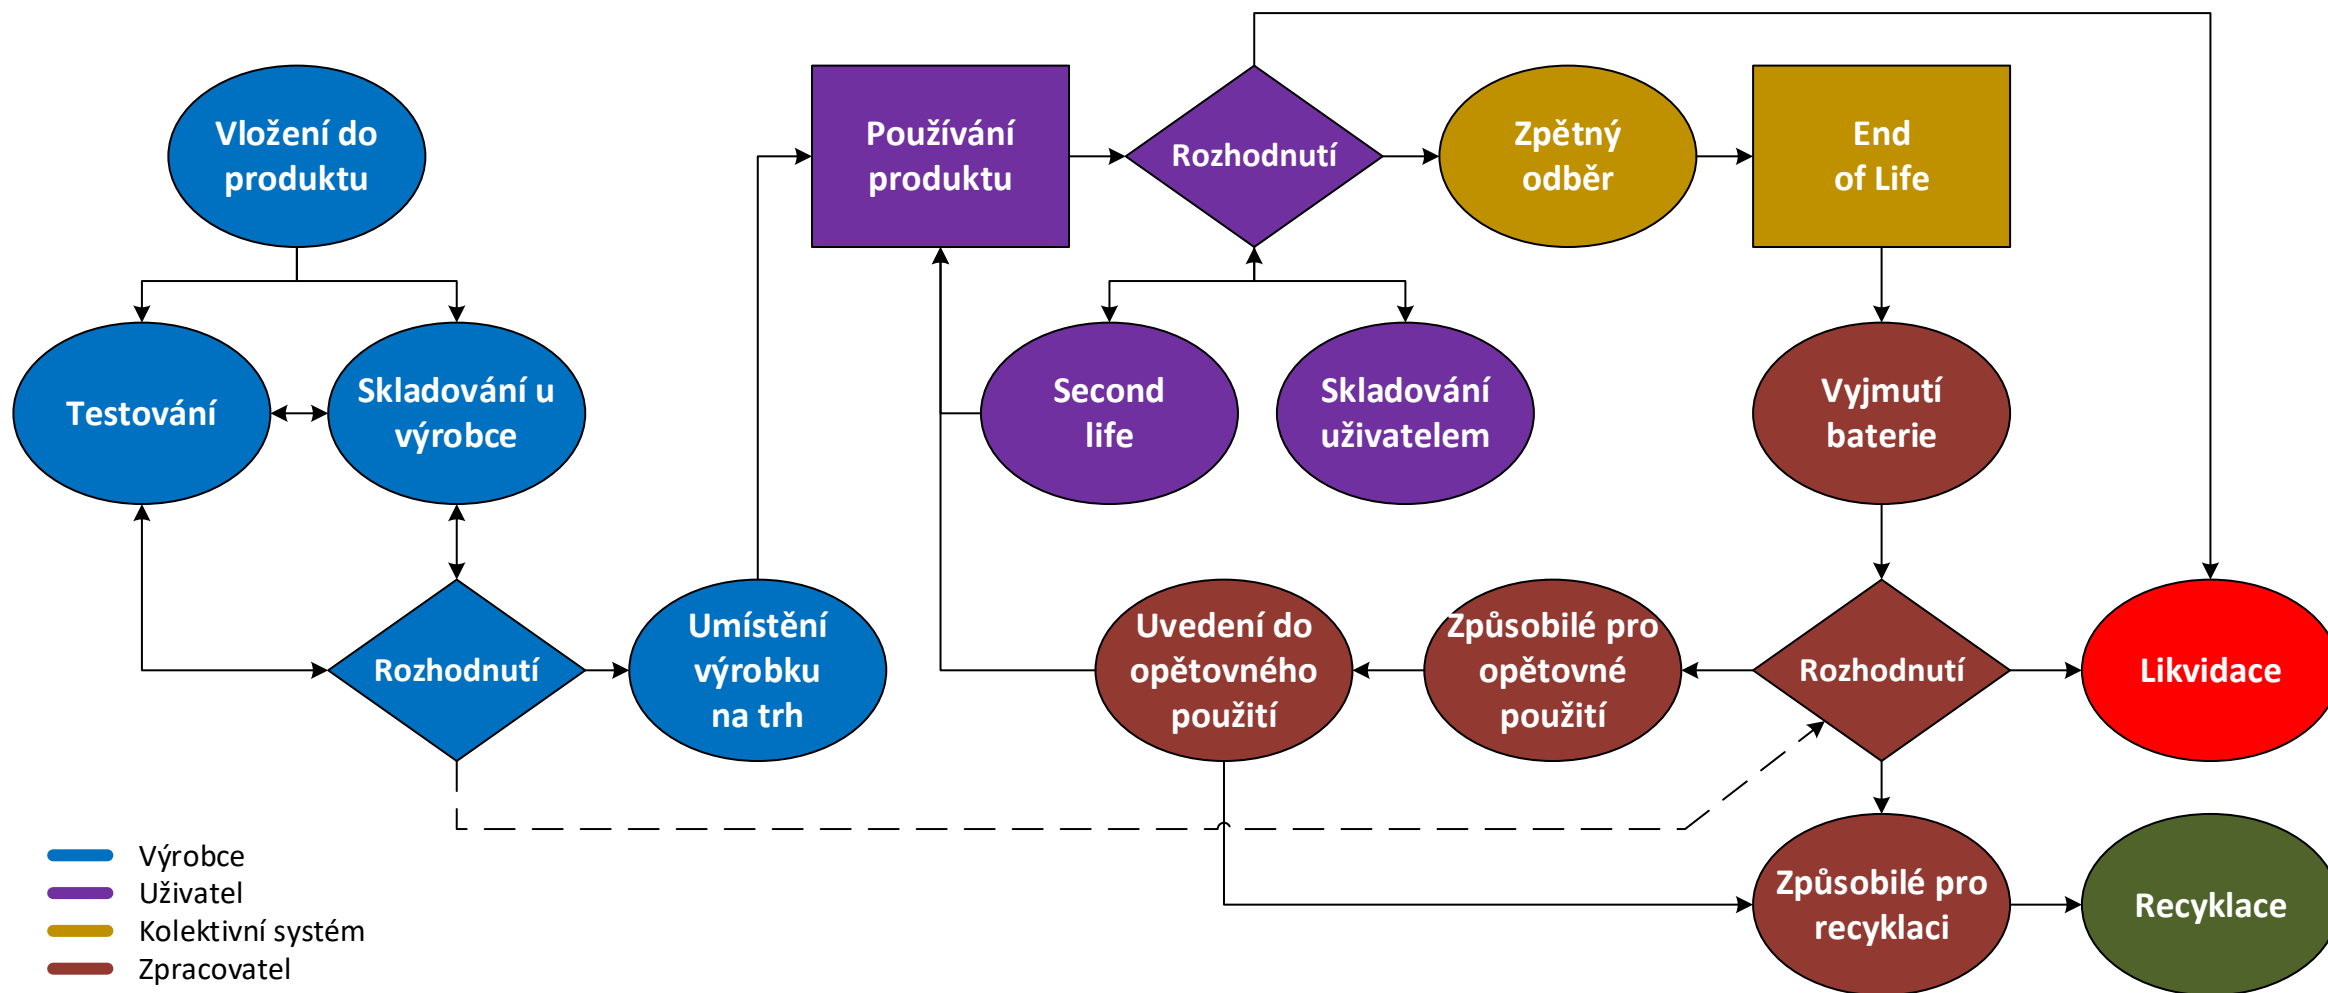 Vložení do
produktu
Používání
produktu
Rozhodnutí
Zpětný
odběr
End
of Life
Testování
Skladování u
výrobce
Second
life
Skladování
uživatelem
Vyjmutí
baterie
Rozhodnutí
Umístění
výrobku
na trh
Uvedení do
opětovného
použití
Způsobilé pro
opětovné
použití
Rozhodnutí
Likvidace
Způsobilé pro
recyklaci
Recyklace
Výrobce
Uživatel
Kolektivní systém
Zpracovatel